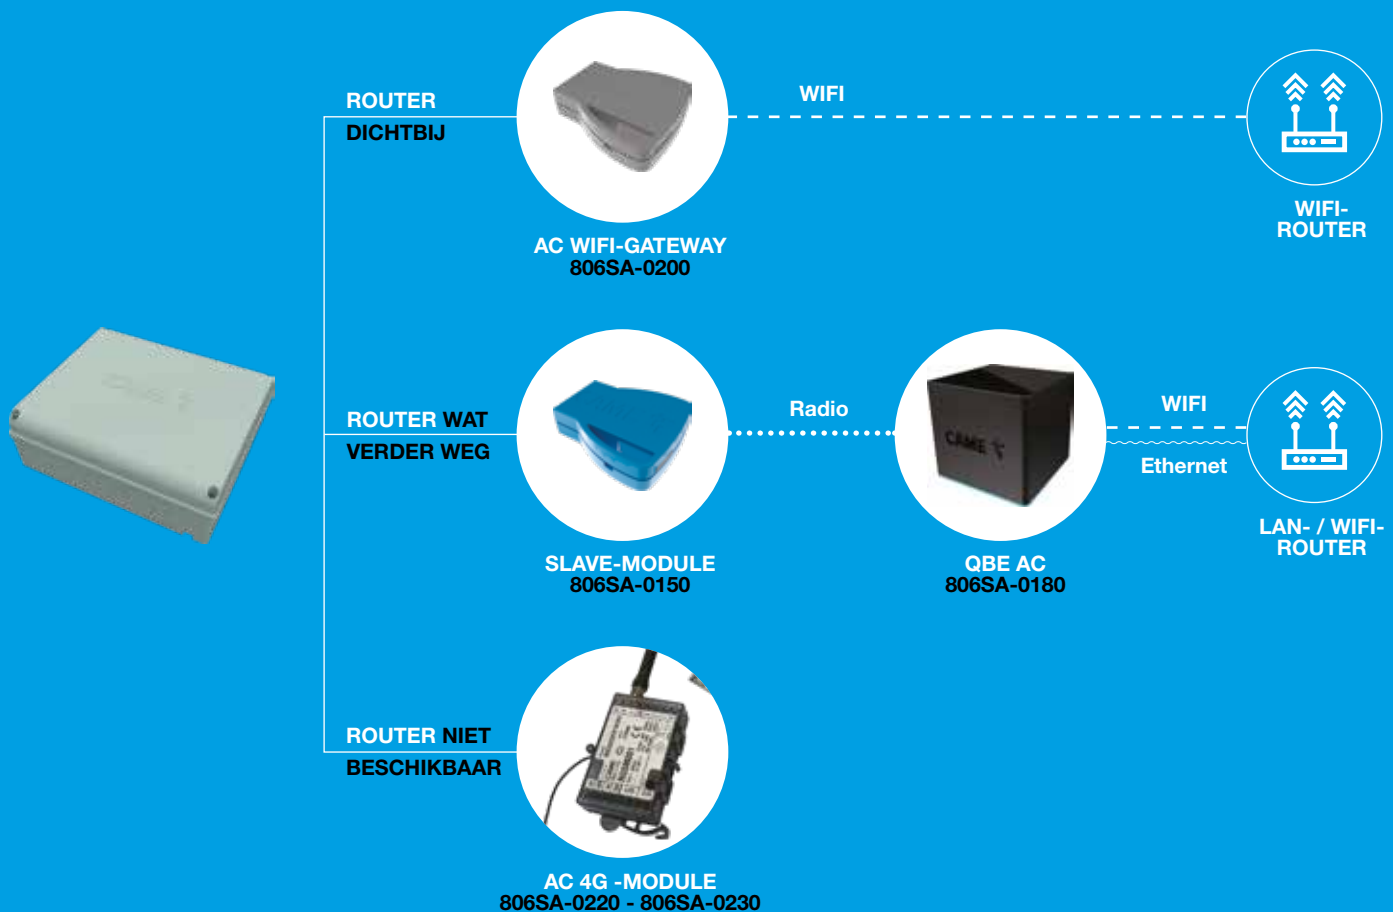 ROUTER
DICHTBIJ
WIFI
WIFI-
ROUTER
AC WIFI-GATEWAY
806SA-0200
ROUTER WAT
VERDER WEG
Radio
CAME
WIFI
Ethernet
LAN- / WIFI-
ROUTER
SLAVE-MODULE
806SA-0150
QBE AC
806SA-0180
ROUTER NIET
BESCHIKBAAR
AC 4G -MODULE
806SA-0220 - 806SA-0230